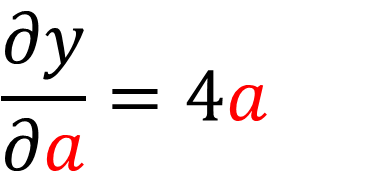 ∂y/∂a = 4a